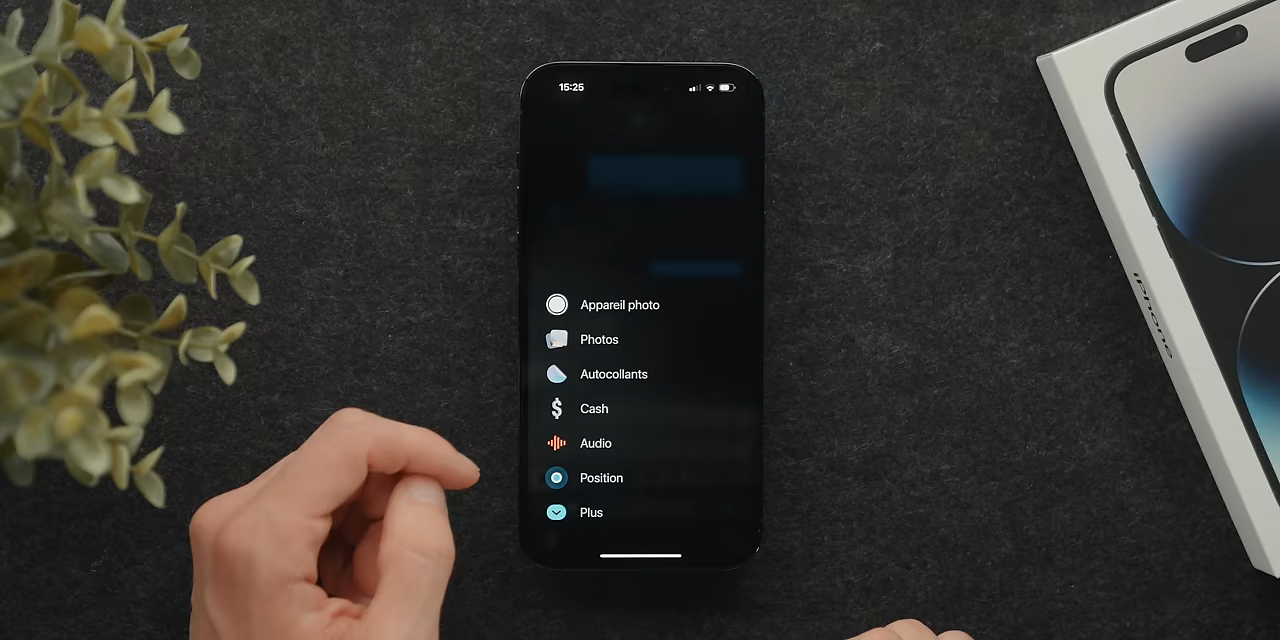 15:25
Appareil photo
Photos
Autocollants
$ Cash
Audio
Position
Plus
iPhone